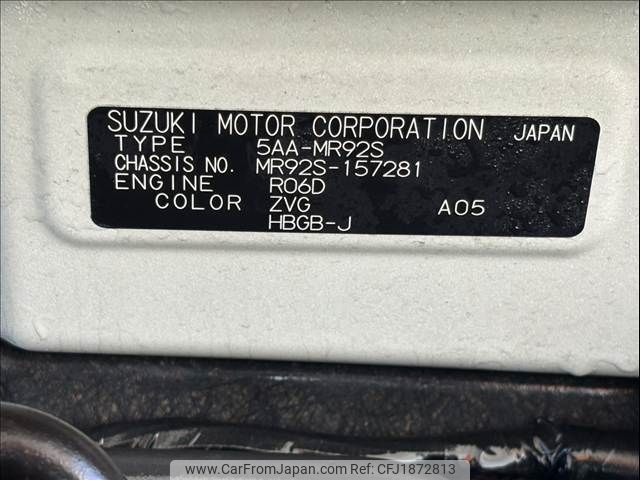 SUZUKI MOTOR CORPORATION JAPAN
TYPE 5AA-MR92S
CHASSIS NO. MR92S-157281
ENGINE R06D
COLOR ZVG A05
HBGB-J
www.CarFromJapan.com | Ref: CFJ1872813